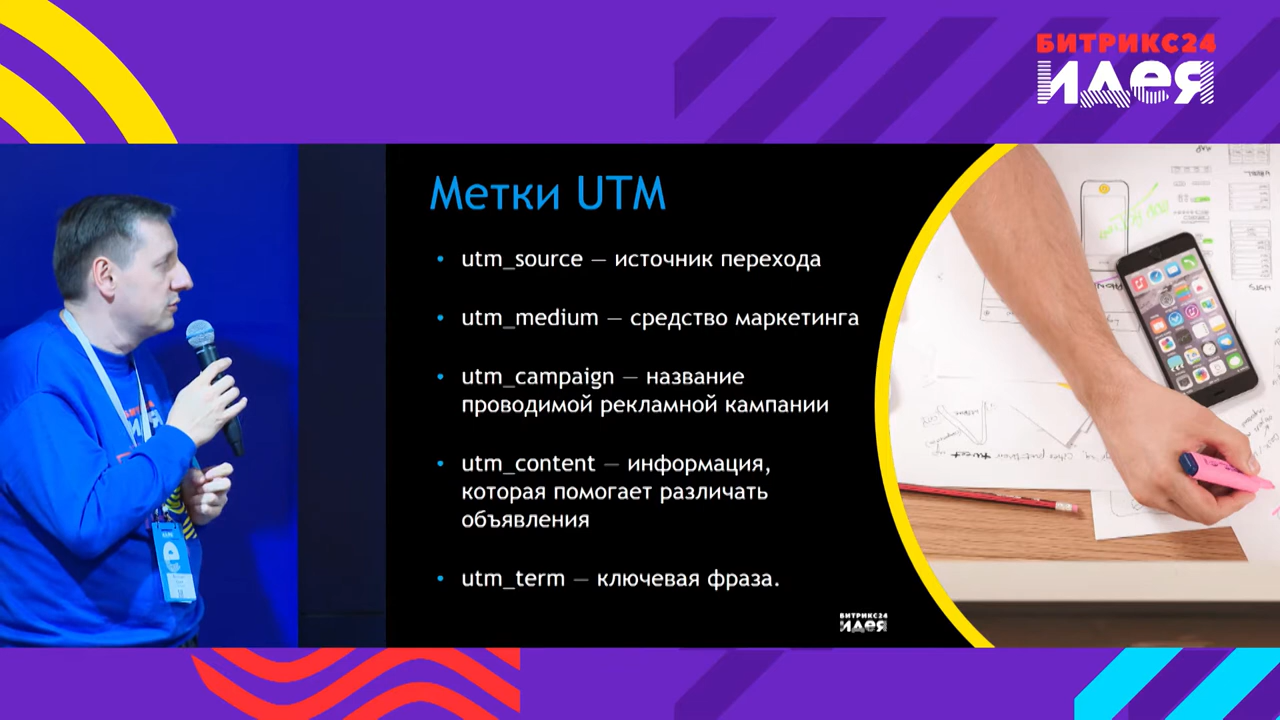 БИТРИКС24
ИДеЯ
Метки UTM
• utm_source — источник перехода
• utm_medium — средство маркетинга
• utm_campaign — название
проводимой рекламной кампании
• utm_content — информация,
которая помогает различать
объявления
• utm_term — ключевая фраза.
БИТРИКС24
ИДеЯ